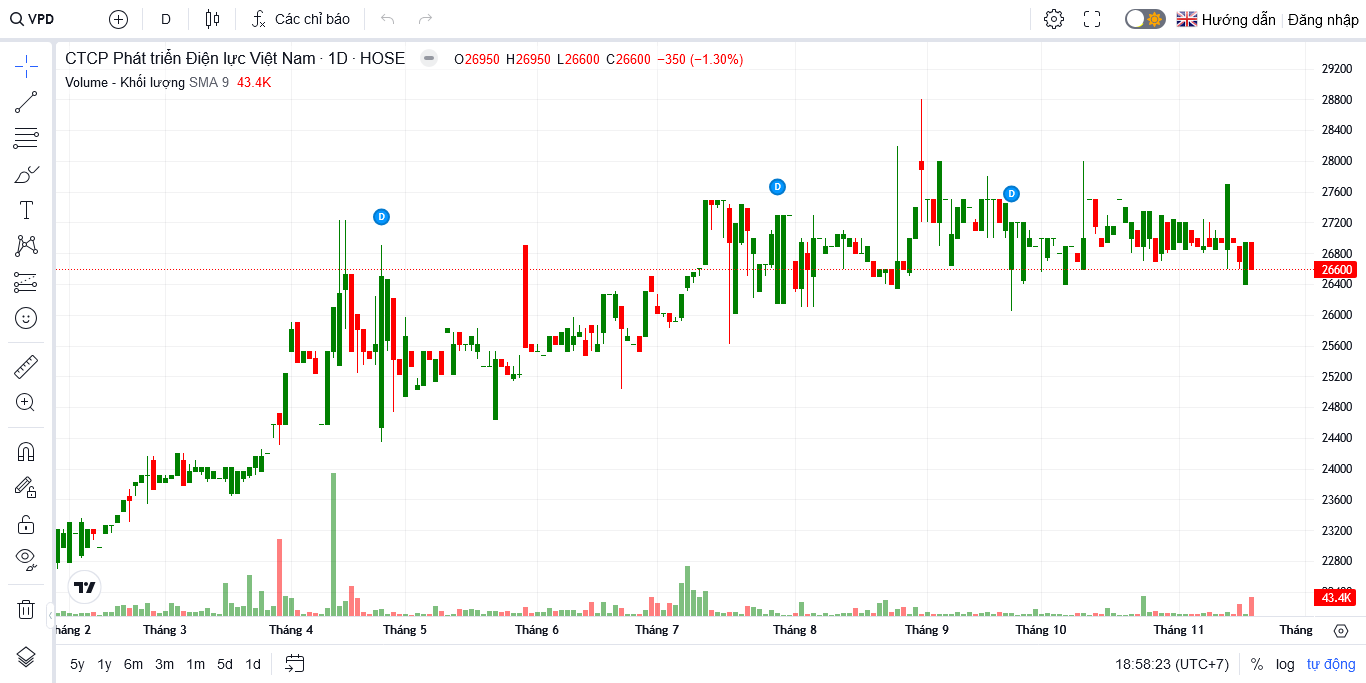 VPD D Các chỉ báo Hướng dẫn Đăng nhập
CTCP Phát triển Điện lực Việt Nam · 1D · HOSE O26950 H26950 L26600 C26600 −350 (−1.30%)
Volume - Khối lượng SMA 9 43.4K
29200
28800
28400
28000
27600
27200
26800
26600
26400
26000
25600
25200
24800
24400
24000
23600
23200
22800
43.4K
D
D
D
Tháng 3 Tháng 4 Tháng 5 Tháng 6 Tháng 7 Tháng 8 Tháng 9 Tháng 10 Tháng 11 Tháng
5y 1y 6m 3m 1m 5d 1d 18:58:23 (UTC+7) % log tự động